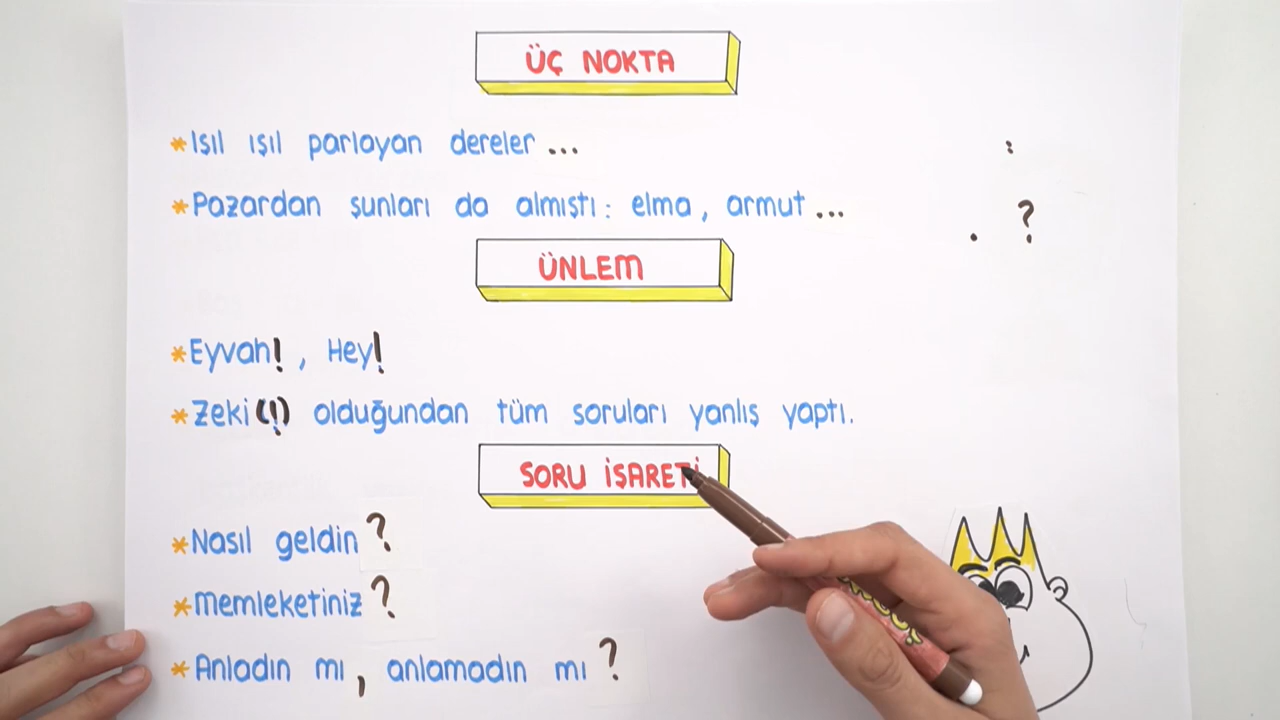 ÜÇ NOKTA
*Işıl ışıl parlayan dereler...
*Pazardan şunları da almıştı: elma, armut...
:
. ?
ÜNLEM
*Eyvah!, Hey!
*Zeki(!) olduğundan tüm soruları yanlış yaptı.
SORU İŞARETİ
*Nasıl geldin?
*Memleketiniz?
*Anladın mı, anlamadın mı?